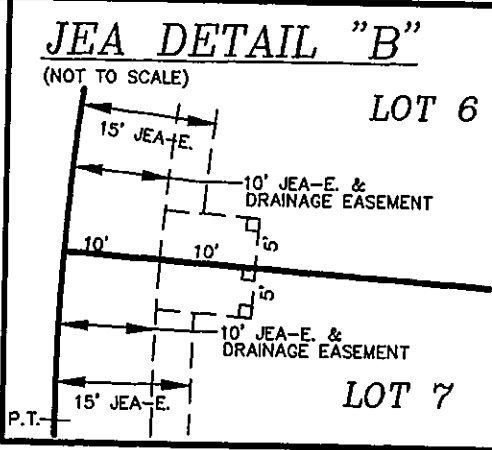 JEA DETAIL "B"
(NOT TO SCALE)
LOT 6
15' JEA-E.
10' JEA-E. &
DRAINAGE EASEMENT
5'
10'
10'
5'
10' JEA-E. &
DRAINAGE EASEMENT
15' JEA-E.
LOT 7
P.T.